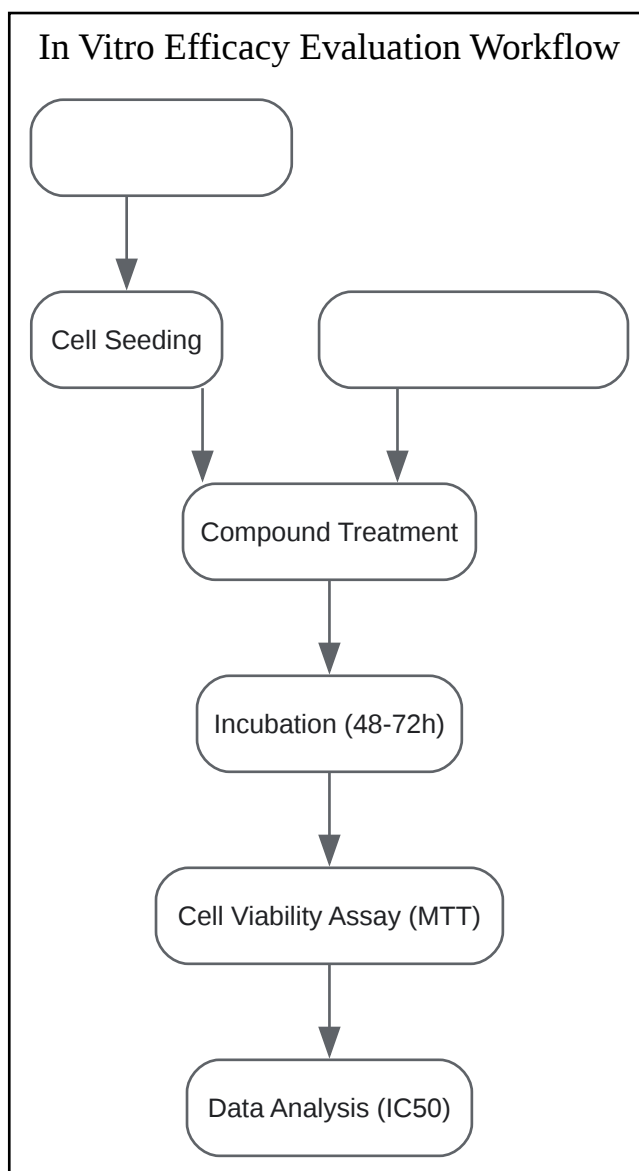 In Vitro Efficacy Evaluation Workflow
Cell Seeding
Compound Treatment
Incubation (48-72h)
Cell Viability Assay (MTT)
Data Analysis (IC50)